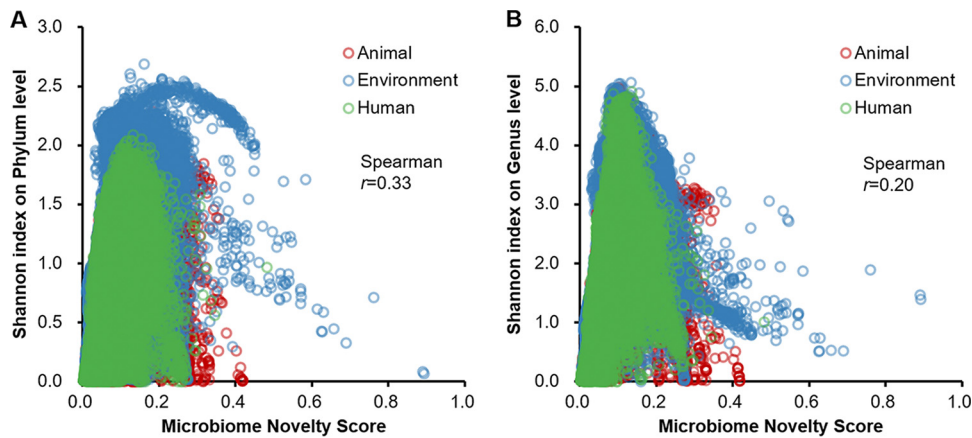 A
Shannon index on Phylum level
3.0
2.5
2.0
1.5
1.0
0.5
0.0
0.0 0.2 0.4 0.6 0.8 1.0
Microbiome Novelty Score
Animal
Environment
Human
Spearman
r=0.33
B
Shannon index on Genus level
6.0
5.0
4.0
3.0
2.0
1.0
0.0
0.0 0.2 0.4 0.6 0.8 1.0
Microbiome Novelty Score
Animal
Environment
Human
Spearman
r=0.20